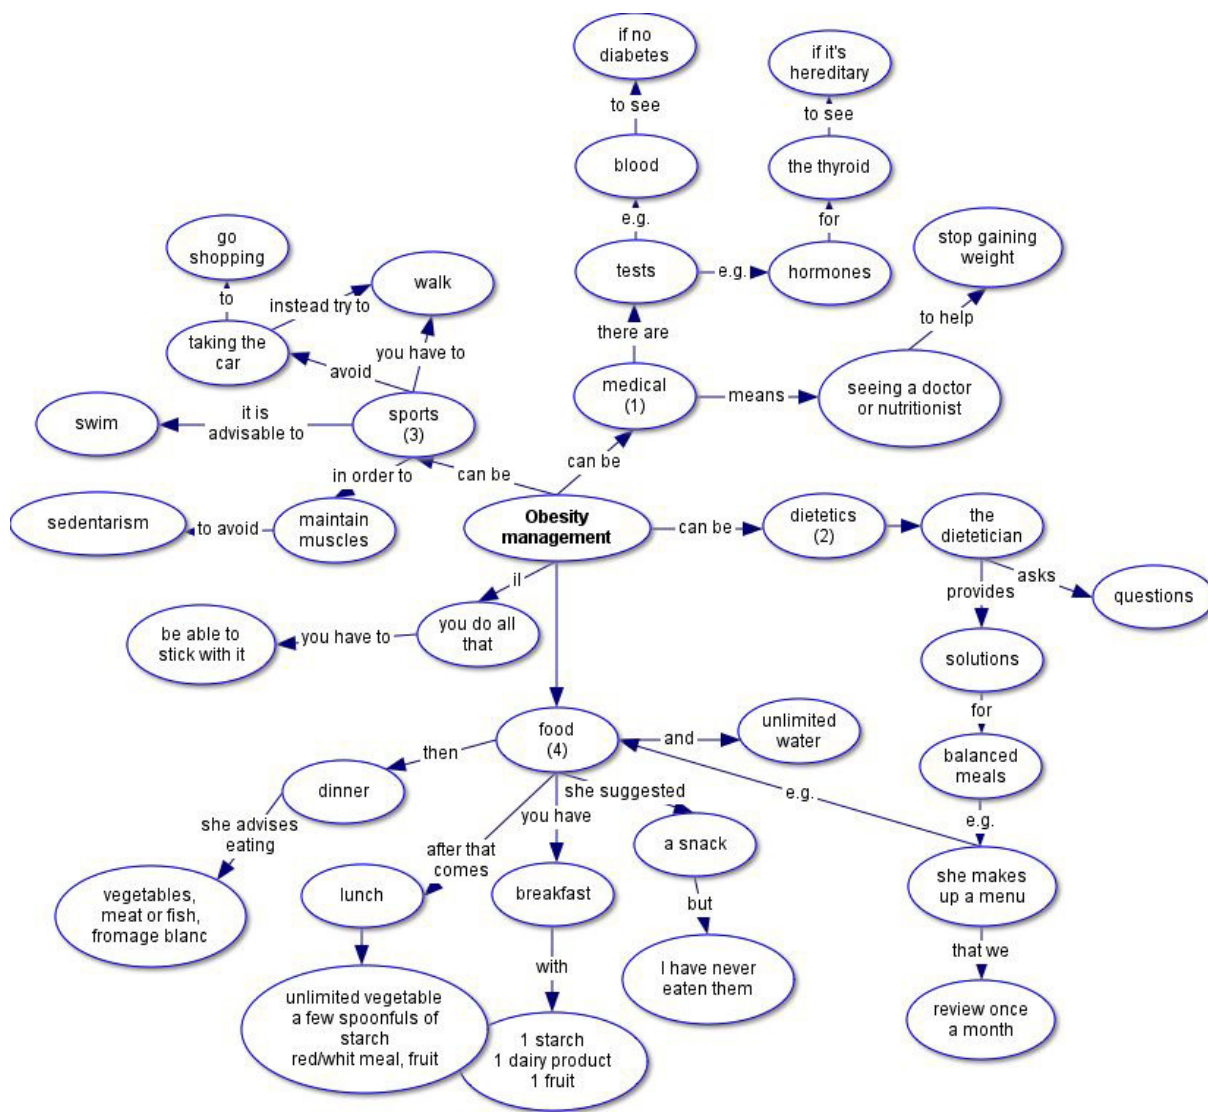 if no
diabetes
if it's
hereditary
to see
to see
blood
the thyroid
e.g.
for
go
shopping
stop gaining
weight
walk
tests
e.g.
hormones
to
instead try to
to help
there are
taking the
car
you have to
avoid
medical
(1)
means
seeing a doctor
or nutritionist
swim
it is
advisable to
sports
(3)
can be
in order to
can be
sedentarism
to avoid
maintain
muscles
Obesity
management
can be
dietetics
(2)
the
dietetician
asks
provides
questions
il
you do all
that
you have to
be able to
stick with it
solutions
for
food
(4)
and
unlimited
water
then
balanced
meals
dinner
she suggested
e.g.
you have
e.g.
she advises
eating
a snack
after that
comes
lunch
breakfast
she makes
up a menu
vegetables,
meat or fish,
fromage blanc
but
that we
with
I have never
eaten them
unlimited vegetable
a few spoonfuls of
starch
red/whit meal, fruit
review once
a month
1 starch
1 dairy product
1 fruit